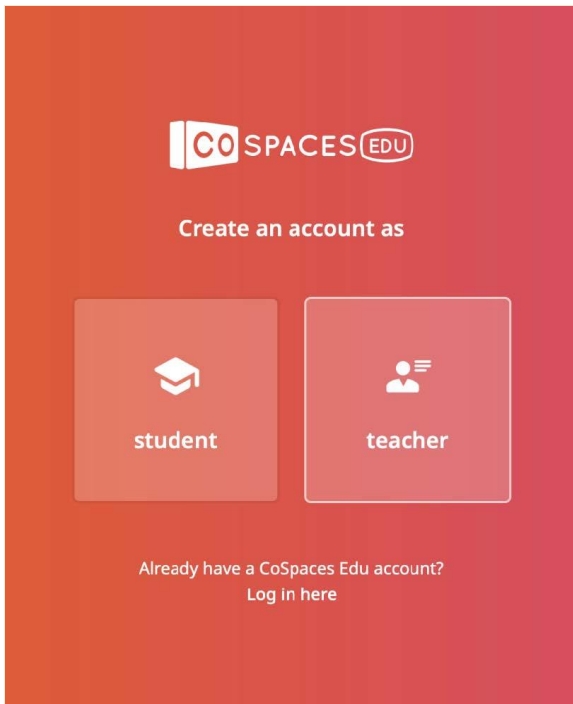 CO SPACES EDU
Create an account as
student
teacher
Already have a CoSpaces Edu account?
Log in here